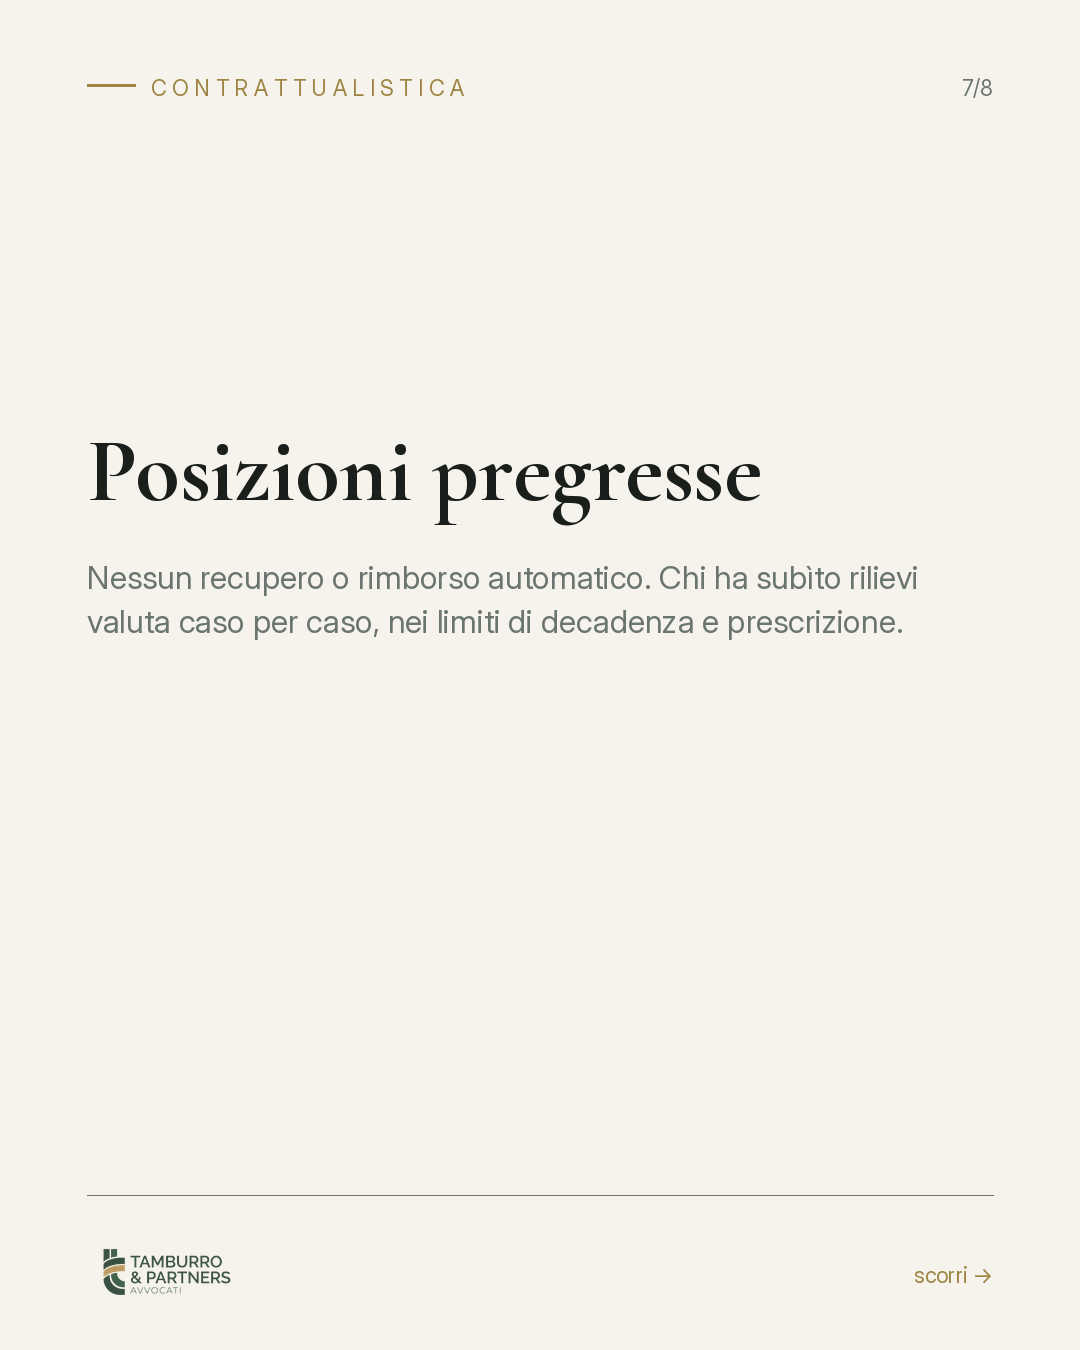 CONTRATTUALISTICA
7/8
Posizioni pregresse
Nessun recupero o rimborso automatico. Chi ha subìto rilievi
valuta caso per caso, nei limiti di decadenza e prescrizione.
TAMBURRO
& PARTNERS
AVVOCATI
scorri →